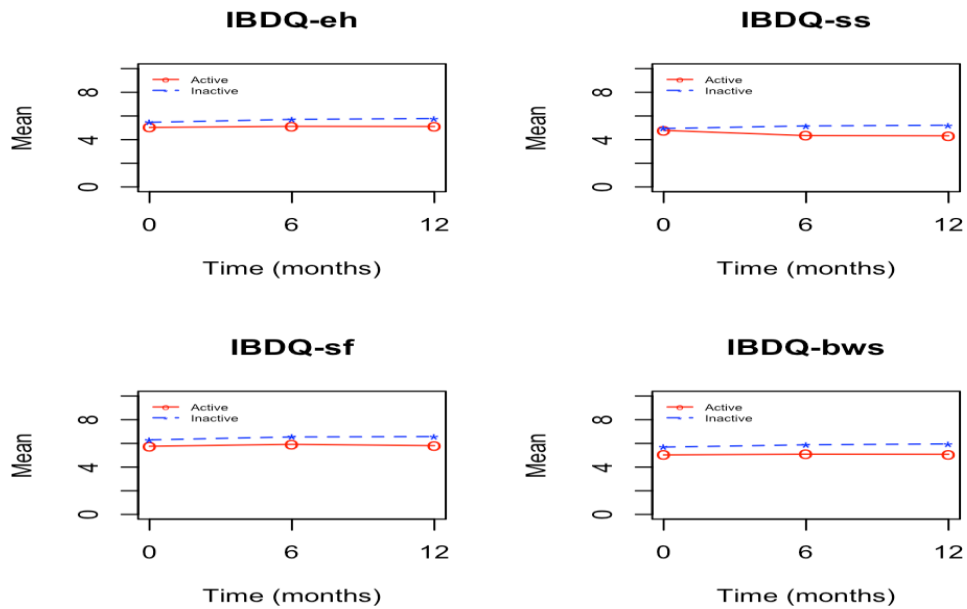 IBDQ-eh
Active
Inactive
Mean
8
4
0
0 6 12
Time (months)
IBDQ-ss
Active
Inactive
Mean
8
4
0
0 6 12
Time (months)
IBDQ-sf
Active
Inactive
Mean
8
4
0
0 6 12
Time (months)
IBDQ-bws
Active
Inactive
Mean
8
4
0
0 6 12
Time (months)